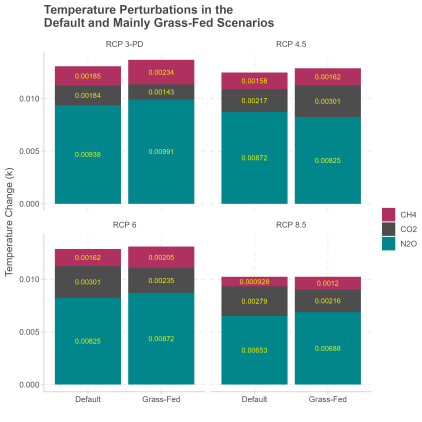 Temperature Perturbations in the
Default and Mainly Grass-Fed Scenarios
RCP 3-PD
RCP 4.5
0.00185
0.00234
0.00184
0.00143
0.00938
0.00991
0.00158
0.00162
0.00217
0.00301
0.00872
0.00825
0.010
0.005
0.000
Temperature Change (k)
CH4
CO2
N2O
RCP 6
RCP 8.5
0.00162
0.00205
0.00301
0.00235
0.00825
0.00872
0.000928
0.0012
0.00279
0.00216
0.00653
0.00688
0.010
0.005
0.000
Default
Grass-Fed
Default
Grass-Fed